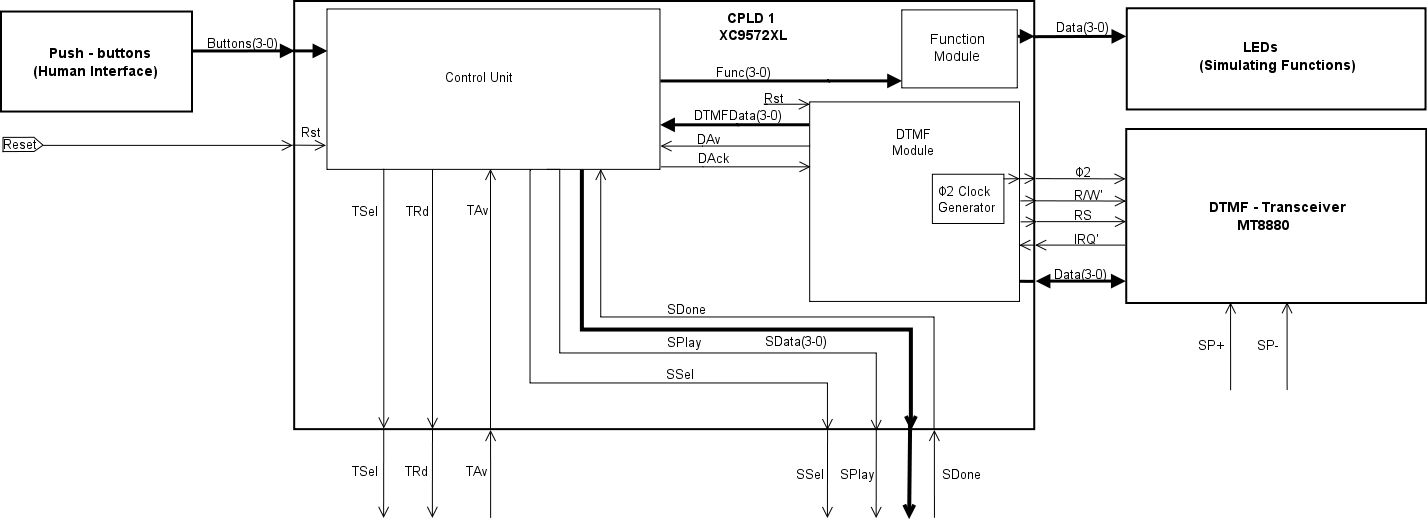 CPLD 1
XC9572XL
Push - buttons
(Human Interface)
Buttons(3-0)
Control Unit
Func(3-0)
Function
Module
Data(3-0)
LEDs
(Simulating Functions)
Reset
Rst
Rst
DTMFData(3-0)
DAv
DAck
DTMF
Module
Φ2 Clock
Generator
Φ2
R/W'
RS
IRQ'
Data(3-0)
DTMF - Transceiver
MT8880
TSel
TRd
TAv
SDone
SPlay
SData(3-0)
SSel
SP+
SP-
TSel
TRd
TAv
SSel
SPlay
SDone